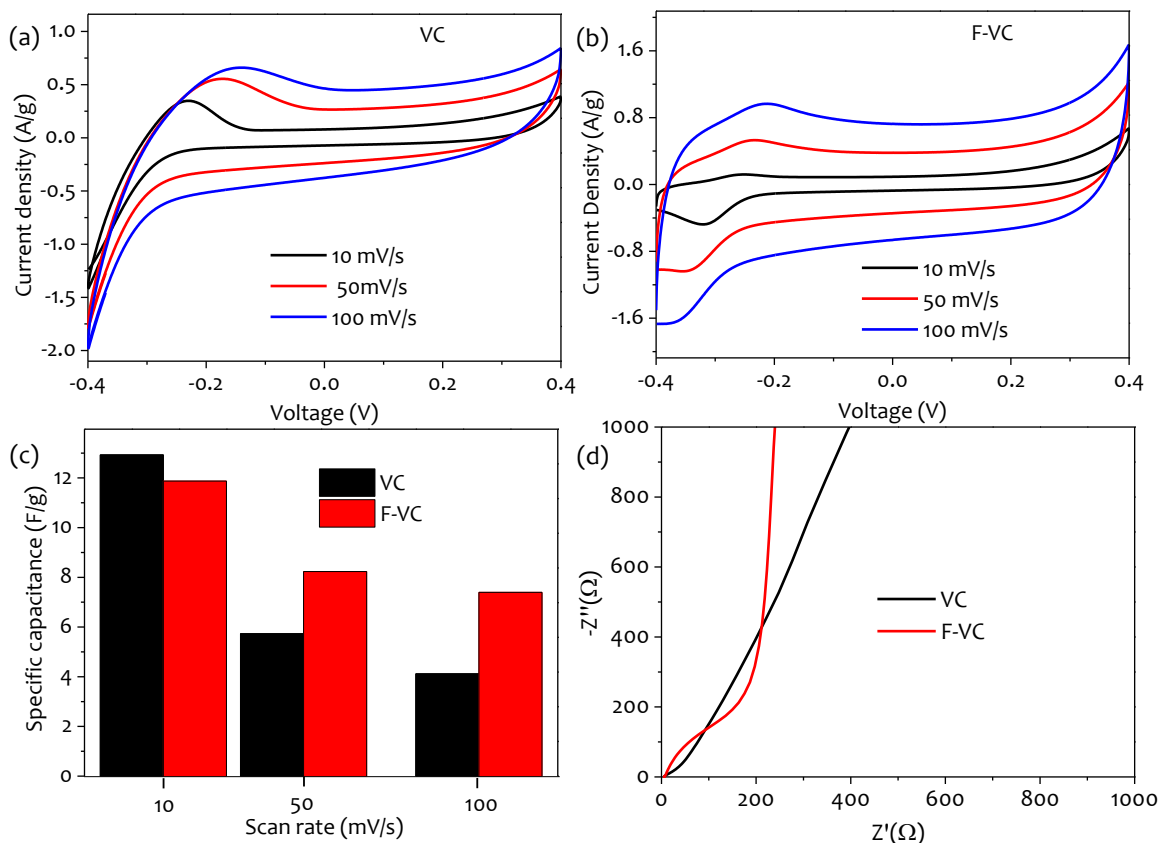 (a)
VC
1.0
0.5
0.0
-0.5
-1.0
-1.5
-2.0
Current density (A/g)
10 mV/s
50mV/s
100 mV/s
-0.4
-0.2
0.0
0.2
0.4
Voltage (V)
(b)
F-VC
1.6
0.8
0.0
-0.8
-1.6
Current Density (A/g)
10 mV/s
50 mV/s
100 mV/s
-0.4
-0.2
0.0
0.2
0.4
Voltage (V)
(c)
12
10
8
6
4
2
0
Specific capacitance (F/g)
VC
F-VC
10
50
100
Scan rate (mV/s)
(d)
1000
800
600
400
200
0
-Z''(Ω)
VC
F-VC
0
200
400
600
800
1000
Z'(Ω)